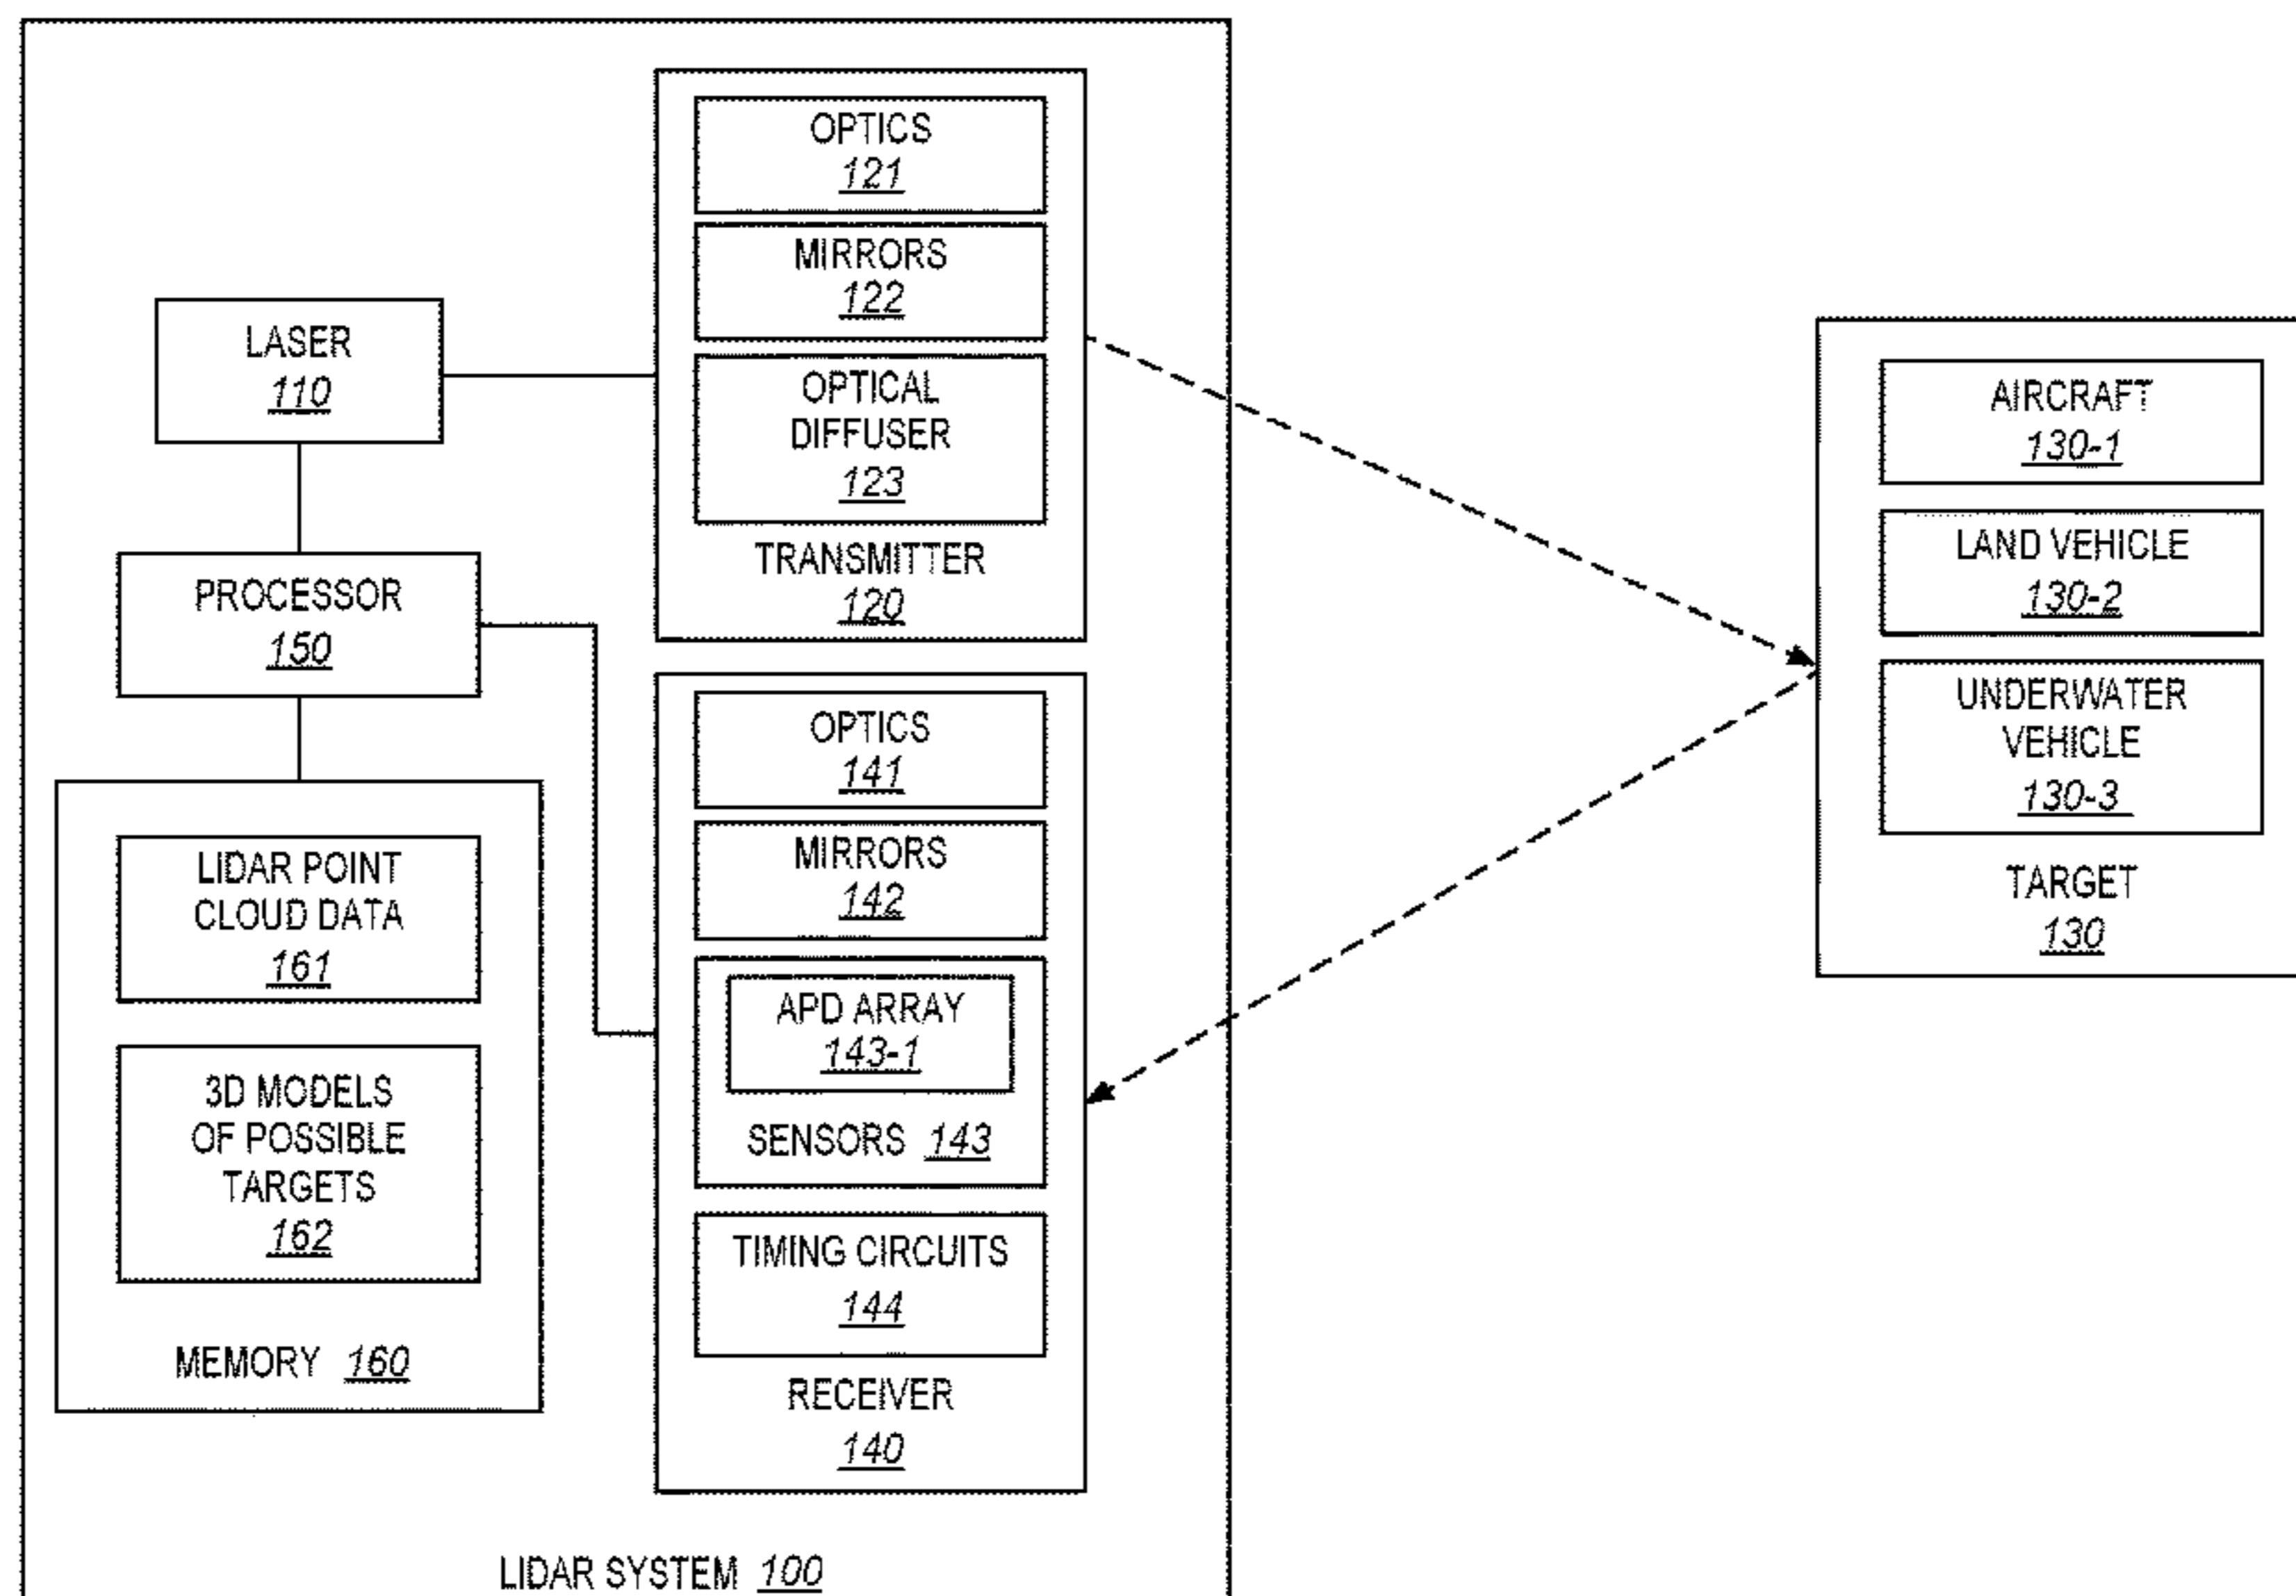 OPTICS
121
MIRRORS
122
OPTICAL
DIFFUSER
123
TRANSMITTER
120
LASER
110
PROCESSOR
150
LIDAR POINT
CLOUD DATA
161
3D MODELS
OF POSSIBLE
TARGETS
162
MEMORY 160
OPTICS
141
MIRRORS
142
APD ARRAY
143-1
SENSORS 143
TIMING CIRCUITS
144
RECEIVER
140
LIDAR SYSTEM 100
AIRCRAFT
130-1
LAND VEHICLE
130-2
UNDERWATER
VEHICLE
130-3
TARGET
130